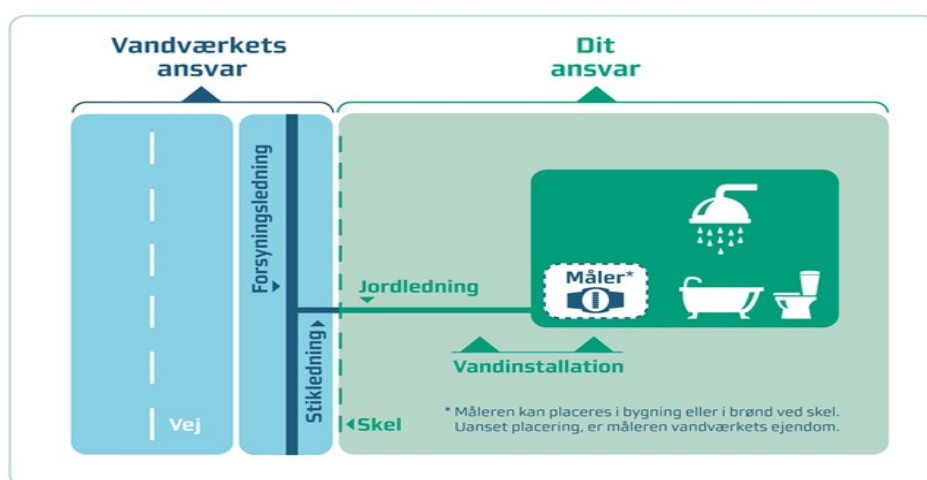 Vandværkets
ansvar
Dit
ansvar
Forsyningsledning
Stikledning
Vej
Jordledning
Måler*
Vandinstallation
Skel
* Måleren kan placeres i bygning eller i brønd ved skel.
Uanset placering, er måleren vandværkets ejendom.